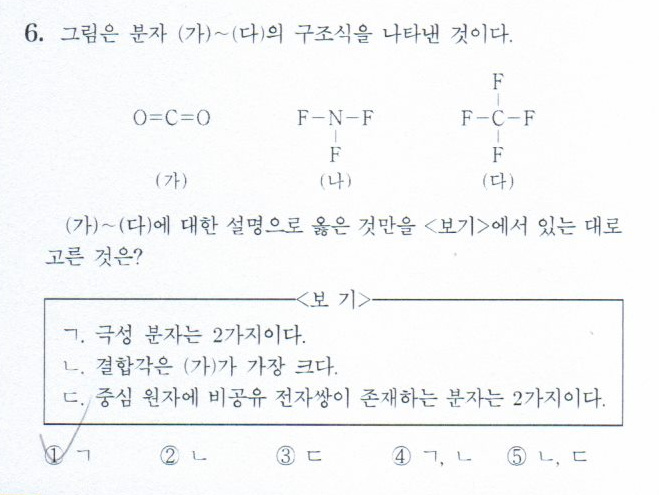 6. 그림은 분자 (가)~(다)의 구조식을 나타낸 것이다.
F
O=C=O F-N-F F-C-F
F F
(가) (나) (다)
(가)~(다)에 대한 설명으로 옳은 것만을 <보기>에서 있는 대로
고른 것은?
<보 기>
ㄱ. 극성 분자는 2가지이다.
ㄴ. 결합각은 (가)가 가장 크다.
ㄷ. 중심 원자에 비공유 전자쌍이 존재하는 분자는 2가지이다.
① ㄱ ② ㄴ ③ ㄷ ④ ㄱ, ㄴ ⑤ ㄴ, ㄷ